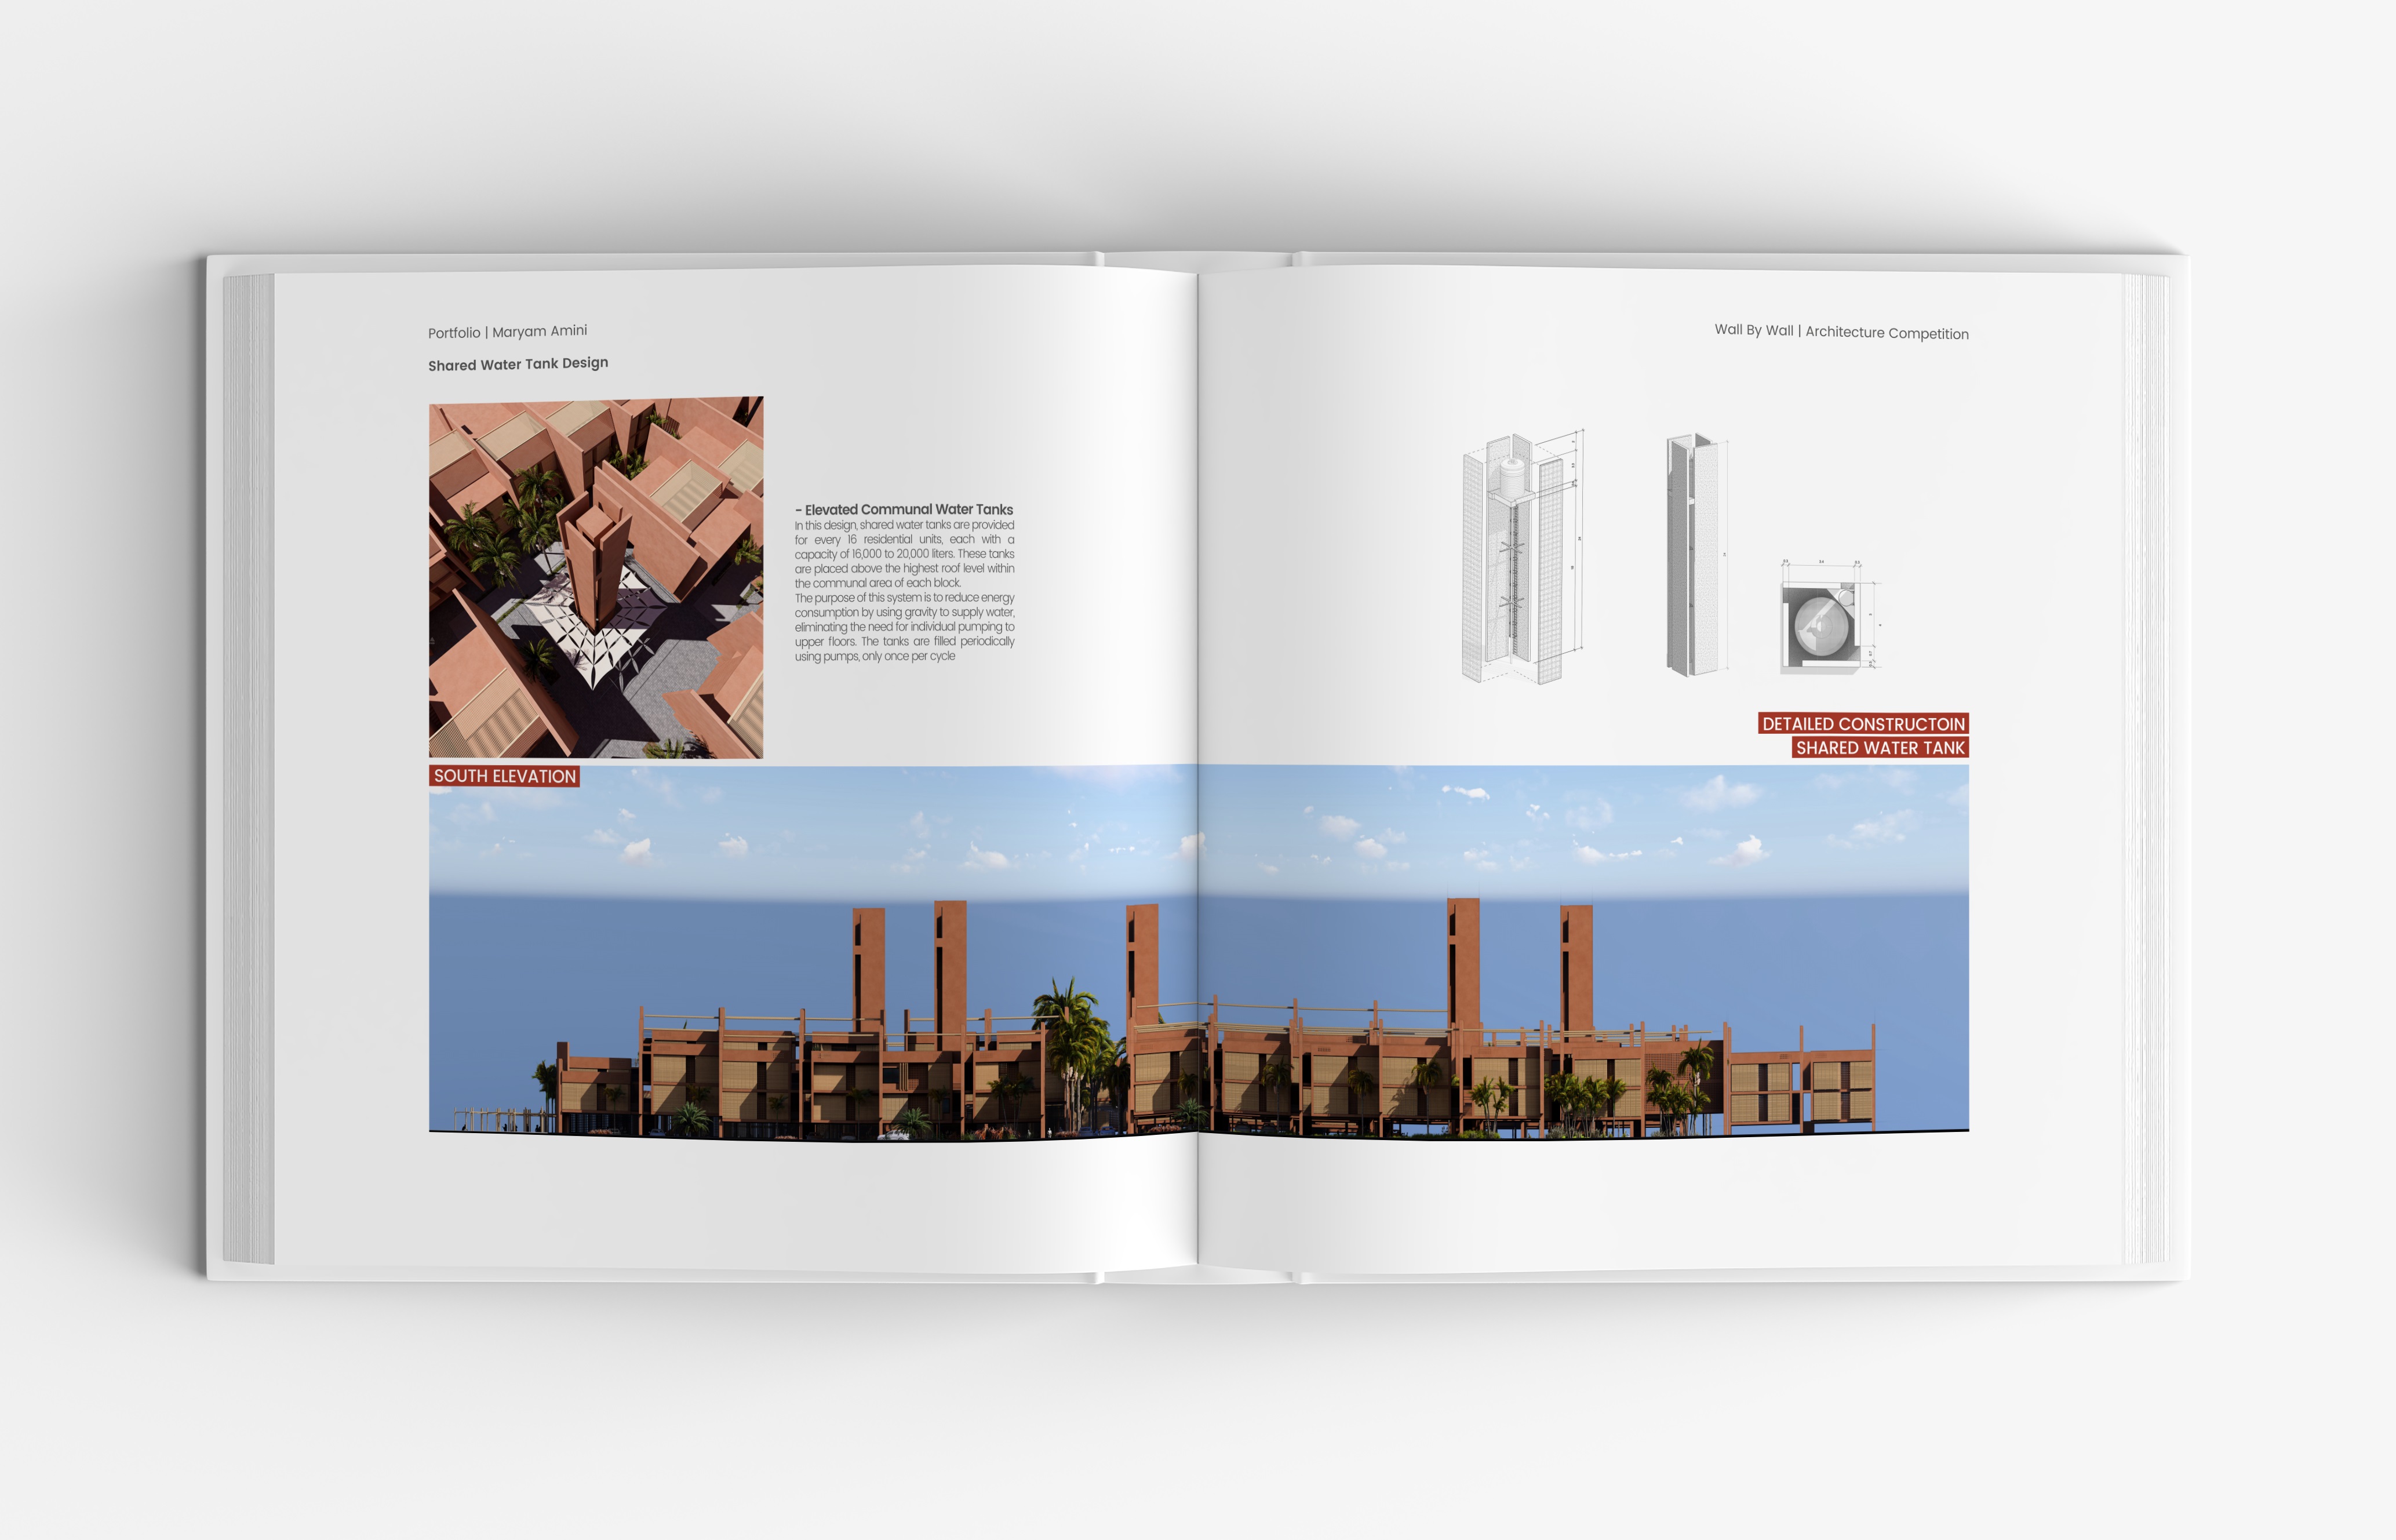 Portfolio | Maryam Amini
Shared Water Tank Design
- Elevated Communal Water Tanks
In this design, shared water tanks are provided
for every 16 residential units, each with a
capacity of 16,000 to 20,000 liters. These tanks
are placed above the highest roof level within
the communal area of each block.
The purpose of this system is to reduce energy
consumption by using gravity to supply water,
eliminating the need for individual pumping to
upper floors. The tanks are filled periodically
using pumps, only once per cycle
SOUTH ELEVATION
Wall By Wall | Architecture Competition
DETAILED CONSTRUCTOIN
SHARED WATER TANK